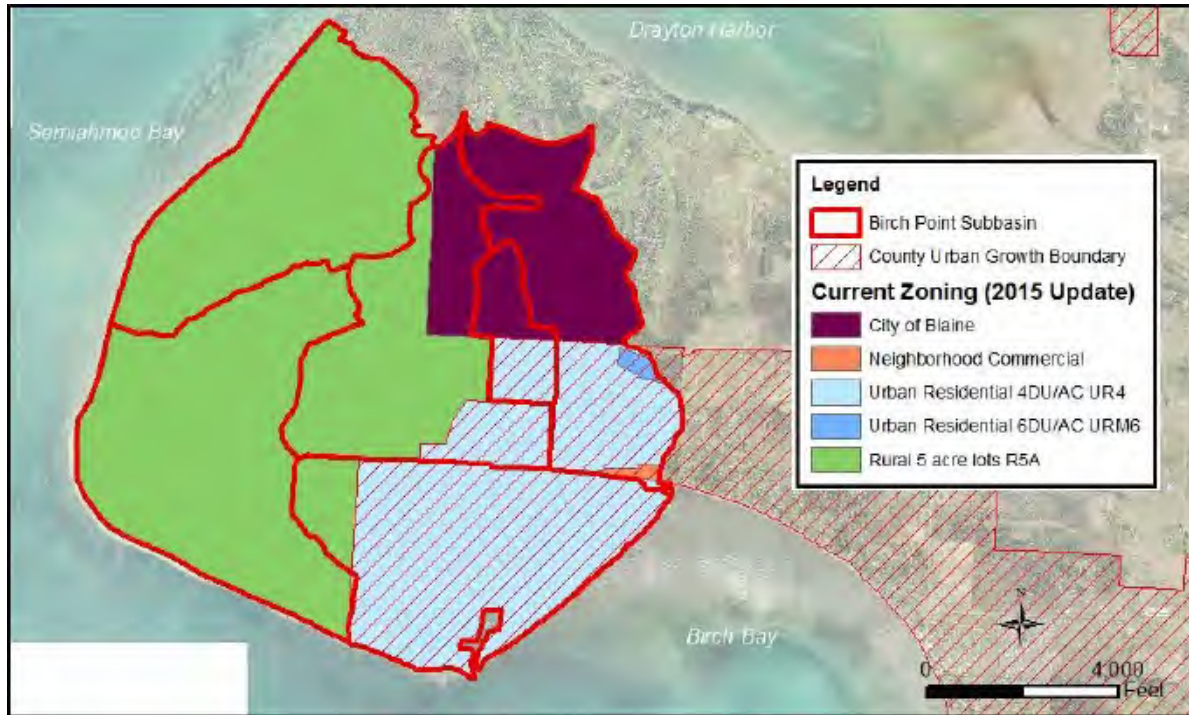 Drayton Harbor
Semiahmoo Bay
Legend
Birch Point Subbasin
County Urban Growth Boundary
Current Zoning (2015 Update)
City of Blaine
Neighborhood Commercial
Urban Residential 4DU/AC UR4
Urban Residential 6DU/AC URM6
Rural 5 acre lots R5A
Birch Bay
N
0 4,000
Feet